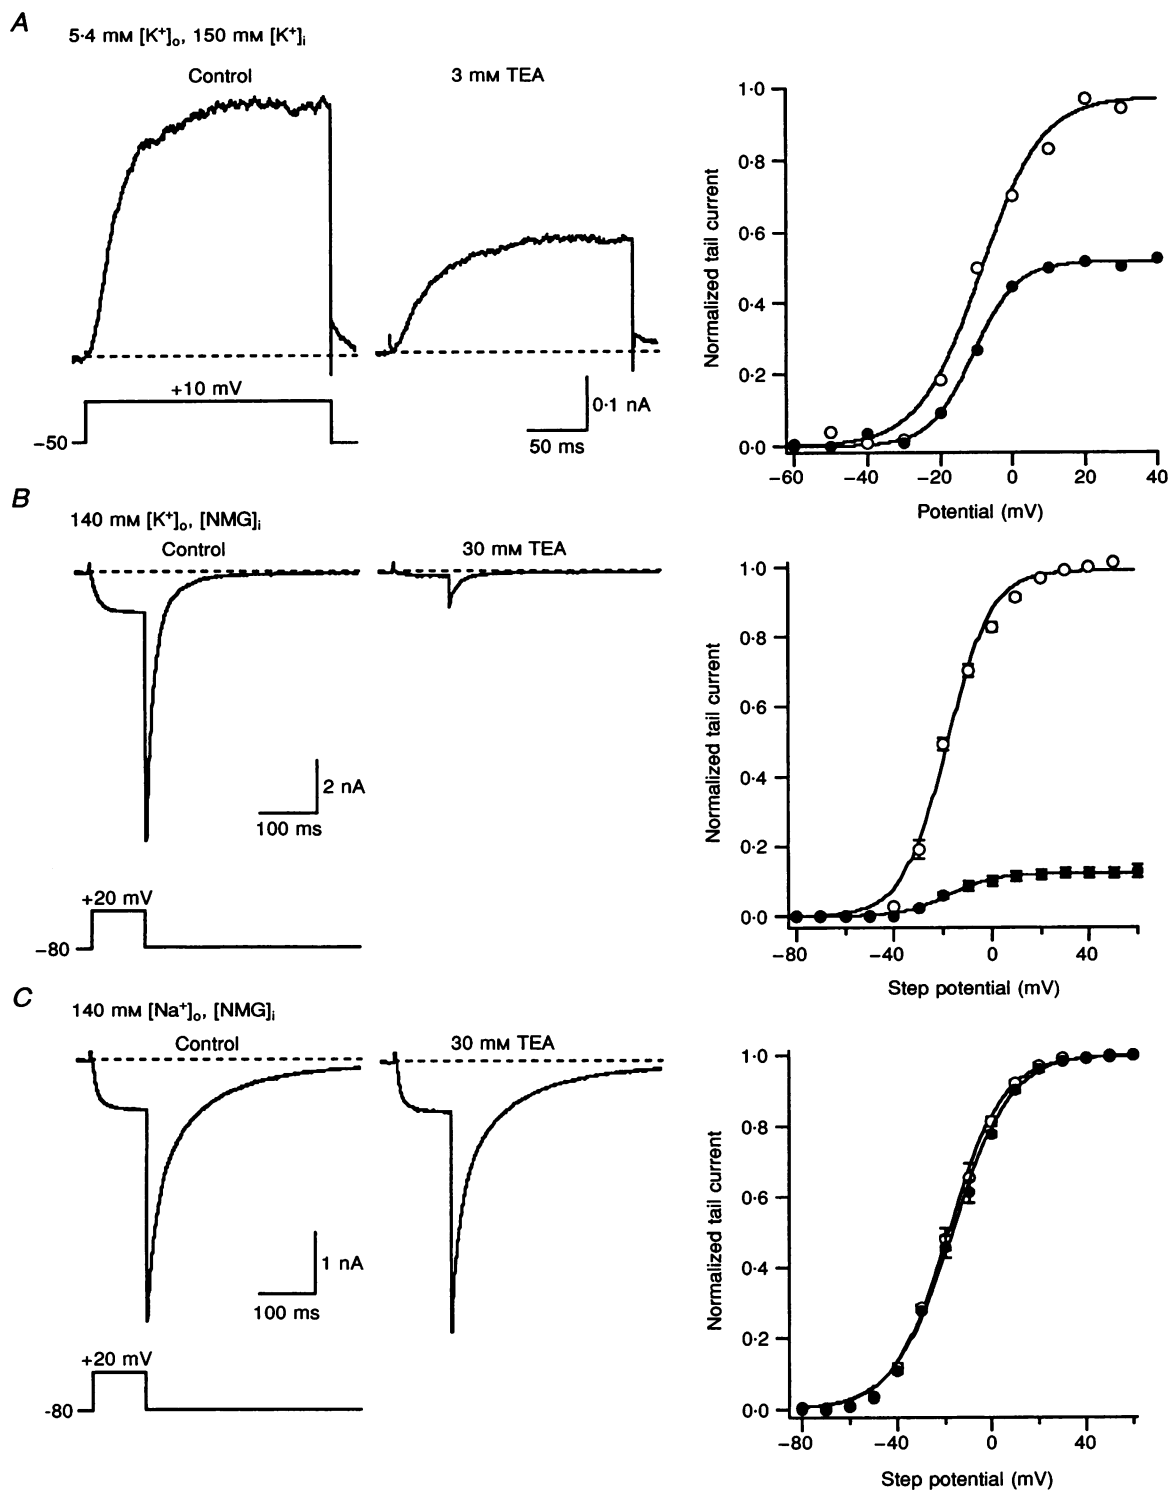 A
5·4 mM [K⁺]ₒ, 150 mM [K⁺]ᵢ
Control
3 mM TEA
+10 mV
−50
0·1 nA
50 ms
1·0
0·8
0·6
0·4
0·2
0·0
Normalized tail current
−60 −40 −20 0 20 40
Potential (mV)
B
140 mM [K⁺]ₒ, [NMG]ᵢ
Control
30 mM TEA
2 nA
100 ms
+20 mV
−80
1·0
0·8
0·6
0·4
0·2
0·0
Normalized tail current
−80 −40 0 40
Step potential (mV)
C
140 mM [Na⁺]ₒ, [NMG]ᵢ
Control
30 mM TEA
1 nA
100 ms
+20 mV
-80
1·0
0·8
0·6
0·4
0·2
0·0
Normalized tail current
−80 −40 0 40
Step potential (mV)